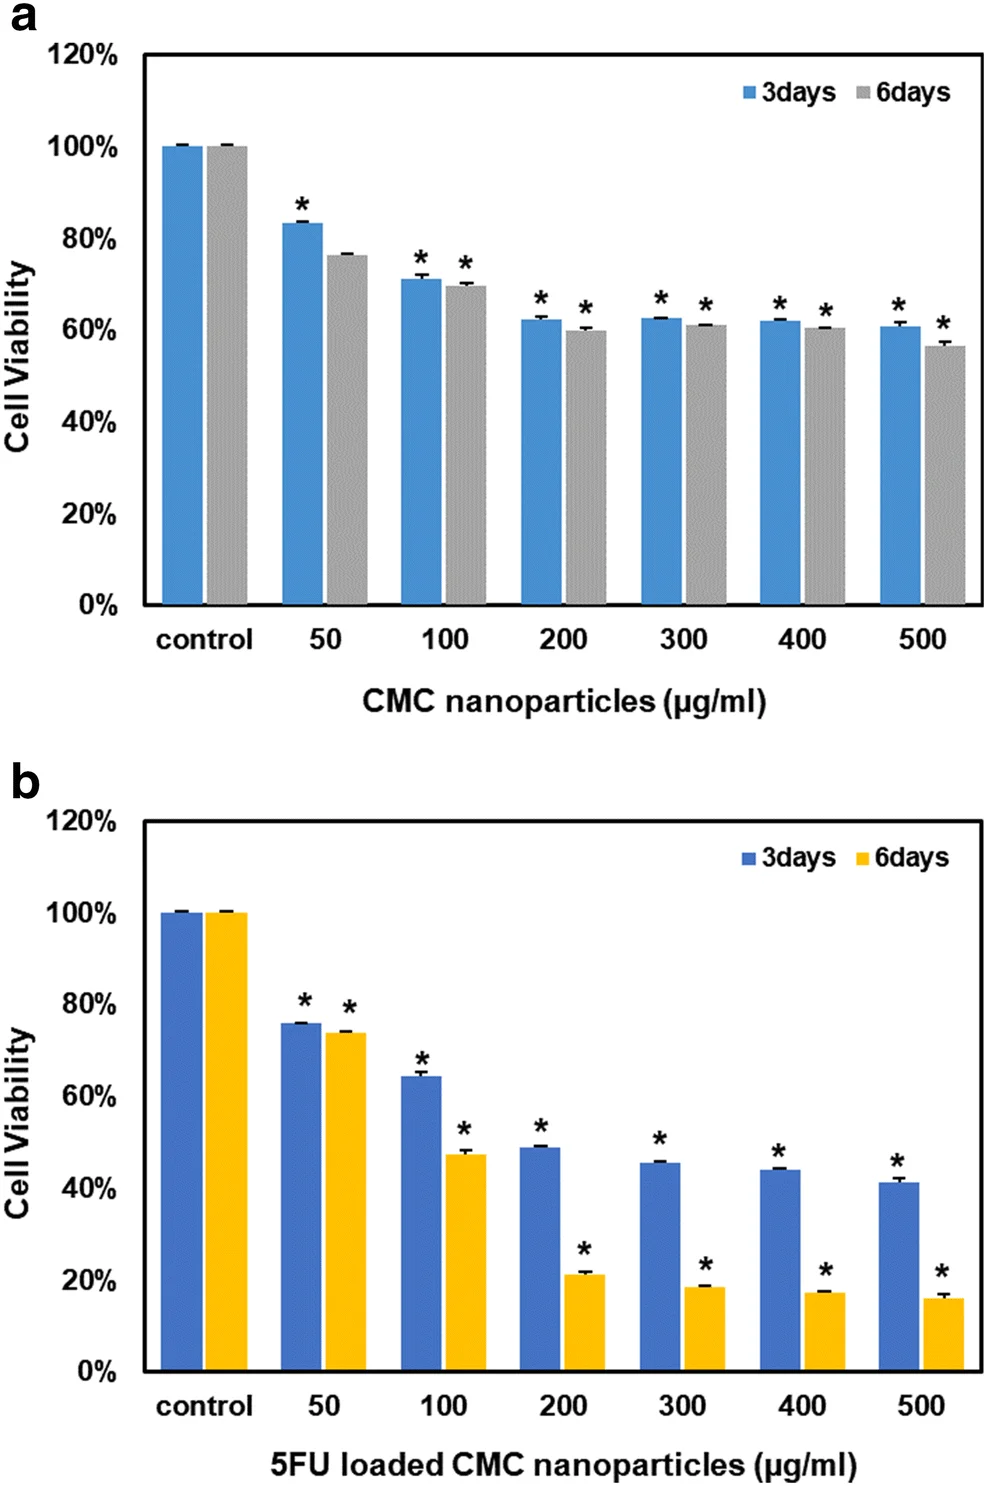 a
120%
3days 6days
100%
*
80%
* *
* * * * * * *
60%
*
Cell Viability
40%
20%
0%
control 50 100 200 300 400 500
CMC nanoparticles (µg/ml)
b
120%
3days 6days
100%
* *
80%
*
60%
* * *
* *
40%
* * * *
20%
Cell Viability
0%
control 50 100 200 300 400 500
5FU loaded CMC nanoparticles (µg/ml)